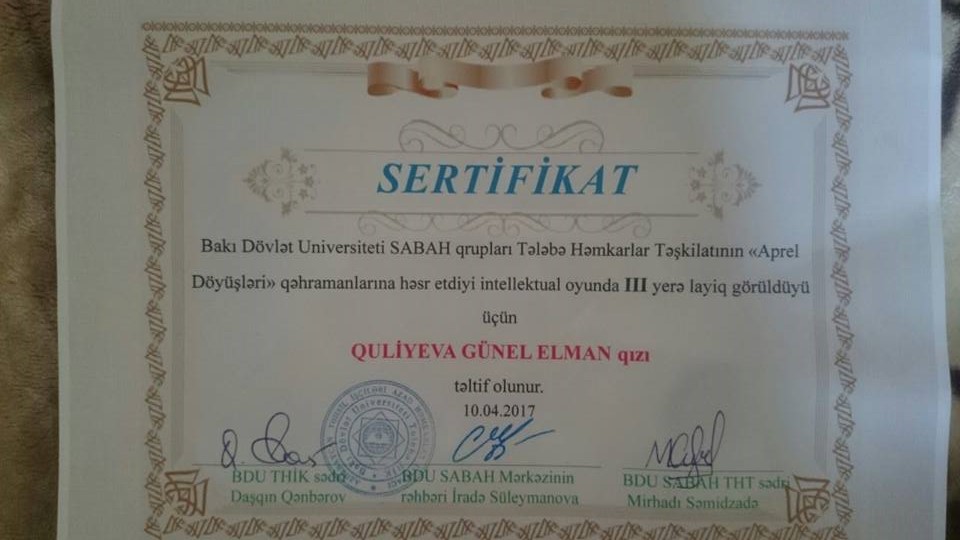 SERTİFİKAT
Bakı Dövlət Universiteti SABAH qrupları Tələbə Həmkarlar Təşkilatının «Aprel
Döyüşləri» qəhramanlarına həsr etdiyi intellektual oyunda III yerə layiq görüldüyü
üçün
QULİYEVA GÜNEL ELMAN qızı
təltif olunur.
10.04.2017
BDU THİK sədri
Daşqın Qənbərov
BDU SABAH Mərkəzinin
rəhbəri İradə Süleymanova
BDU SABAH THT sədri
Mirhadı Səmidzadə